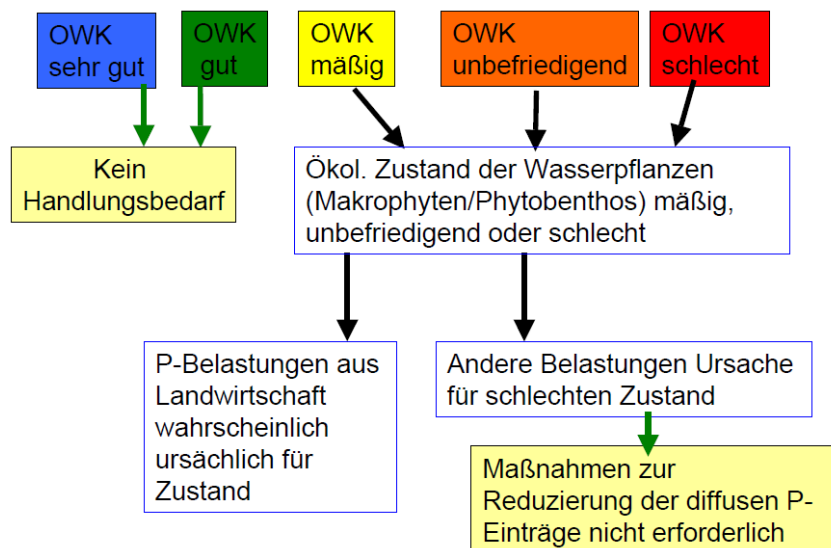 OWK
sehr gut
OWK
gut
OWK
mäßig
OWK
unbefriedigend
OWK
schlecht
Kein
Handlungsbedarf
Ökol. Zustand der Wasserpflanzen
(Makrophyten/Phytobenthos) mäßig,
unbefriedigend oder schlecht
P-Belastungen aus
Landwirtschaft
wahrscheinlich
ursächlich für
Zustand
Andere Belastungen Ursache
für schlechten Zustand
Maßnahmen zur
Reduzierung der diffusen P-
Einträge nicht erforderlich